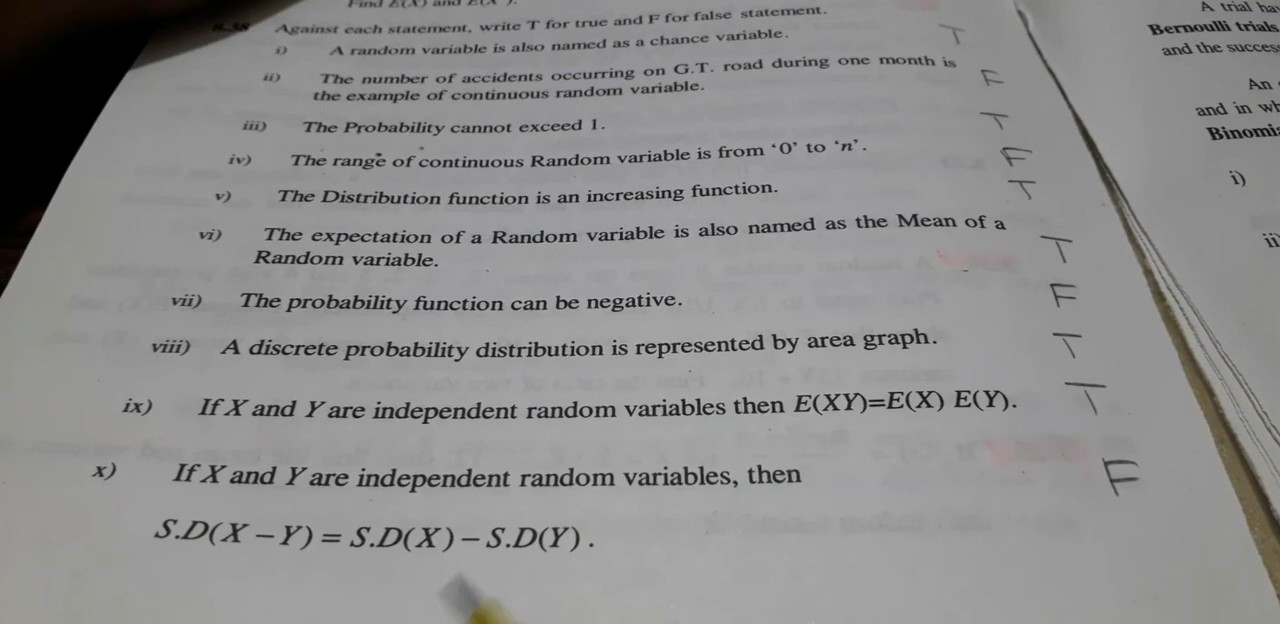 Find E(X) and E(X ).
8.38 Against each statement, write T for true and F for false statement.
i) A random variable is also named as a chance variable. T
ii) The number of accidents occurring on G.T. road during one month is
the example of continuous random variable. F
iii) The Probability cannot exceed 1. T
iv) The range of continuous Random variable is from ‘0’ to ‘n’. F
v) The Distribution function is an increasing function. T
vi) The expectation of a Random variable is also named as the Mean of a
Random variable. T
vii) The probability function can be negative. F
viii) A discrete probability distribution is represented by area graph. T
ix) If X and Y are independent random variables then E(XY)=E(X) E(Y). T
x) If X and Y are independent random variables, then F
S.D(X – Y) = S.D(X) – S.D(Y).
A trial
Bernoulli trials
and the
An
and in
i)